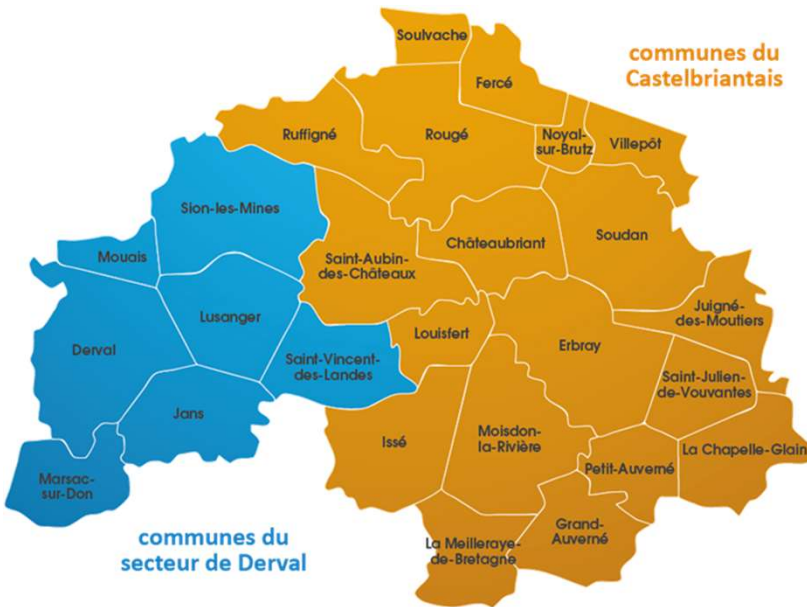 Soulvache
communes du
Castelbriantais
Fercé
Ruffigné
Rougé
Noyal-
sur-Brutz
Villepôt
Sion-les-Mines
Châteaubriant
Soudan
Mouais
Saint-Aubin-
des-Châteaux
Lusanger
Juigné-
des-Moutiers
Derval
Louisfert
Erbray
Saint-Vincent
des-Landes
Saint-Julien-
de-Vouvantes
Jans
Issé
Moisdon-
la-Rivière
La Chapelle-Glain
Petit-Auverné
Marsac-
sur-Don
communes du
secteur de Derval
Grand-
Auverné
La Meilleraye-
de-Bretagne